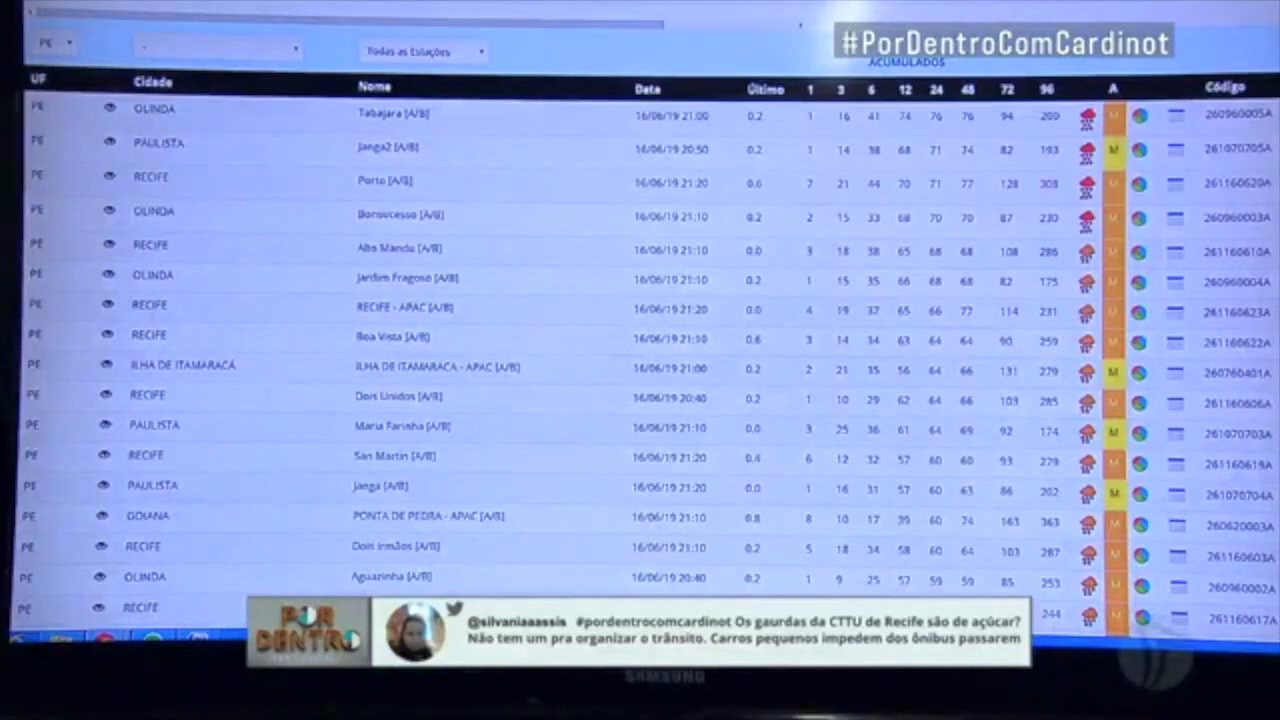 #PorDentroComCardinot
PE - Todas as Estações
ACUMULADOS
UF Cidade Nome Data Último 1 3 6 12 24 48 72 96 A Código
PE OLINDA Tabajara [A/B] 16/06/19 21:00 0.2 1 16 41 74 76 76 94 200 M 260960005A
PE PAULISTA Janga2 [A/B] 16/06/19 20:50 0.2 1 14 38 68 71 74 82 193 M 261070705A
PE RECIFE Porto [A/B] 16/06/19 21:20 0.6 7 21 44 70 71 77 128 308 M 261160620A
PE OLINDA Bonsucesso [A/B] 16/06/19 21:10 0.2 2 15 33 68 70 70 87 230 M 260960003A
PE RECIFE Alto Mandu [A/B] 16/06/19 21:10 0.0 3 18 38 65 68 68 108 286 M 261160610A
PE OLINDA Jardim Fragoso [A/B] 16/06/19 21:10 0.2 1 15 35 66 68 68 82 175 M 260960004A
PE RECIFE RECIFE - APAC [A/B] 16/06/19 21:20 0.0 4 19 37 65 66 77 114 231 M 261160623A
PE RECIFE Boa Vista [A/B] 16/06/19 21:10 0.6 3 14 34 63 64 64 90 259 M 261160622A
PE ILHA DE ITAMARACÁ ILHA DE ITAMARACA - APAC [A/B] 16/06/19 21:00 0.2 2 21 35 56 64 66 131 279 M 260760401A
PE RECIFE Dois Unidos [A/B] 16/06/19 20:40 0.2 1 10 29 62 64 66 103 285 M 261160606A
PE PAULISTA Maria Farinha [A/B] 16/06/19 21:10 0.0 3 25 36 61 64 69 92 174 M 261070703A
PE RECIFE San Martin [A/B] 16/06/19 21:20 0.4 6 12 32 57 60 60 93 279 M 261160619A
PE PAULISTA Janga [A/B] 16/06/19 21:20 0.0 1 16 31 57 60 63 86 202 M 261070704A
PE GOIANA PONTA DE PEDRA - APAC [A/B] 16/06/19 21:10 0.8 8 10 17 39 60 74 163 363 M 260620003A
PE RECIFE Dois Irmãos [A/B] 16/06/19 21:10 0.2 5 18 34 58 60 64 103 287 M 261160603A
PE OLINDA Aguazinha [A/B] 16/06/19 20:40 0.2 1 9 25 57 59 59 85 253 M 260960002A
PE RECIFE 244 M 261160617A
POR DENTRO
@silvaniaaassis #pordentrocomcardinot Os gaurdas da CTTU de Recife são de açúcar?
Não tem um pra organizar o trânsito. Carros pequenos impedem dos ônibus passarem
SAMSUNG